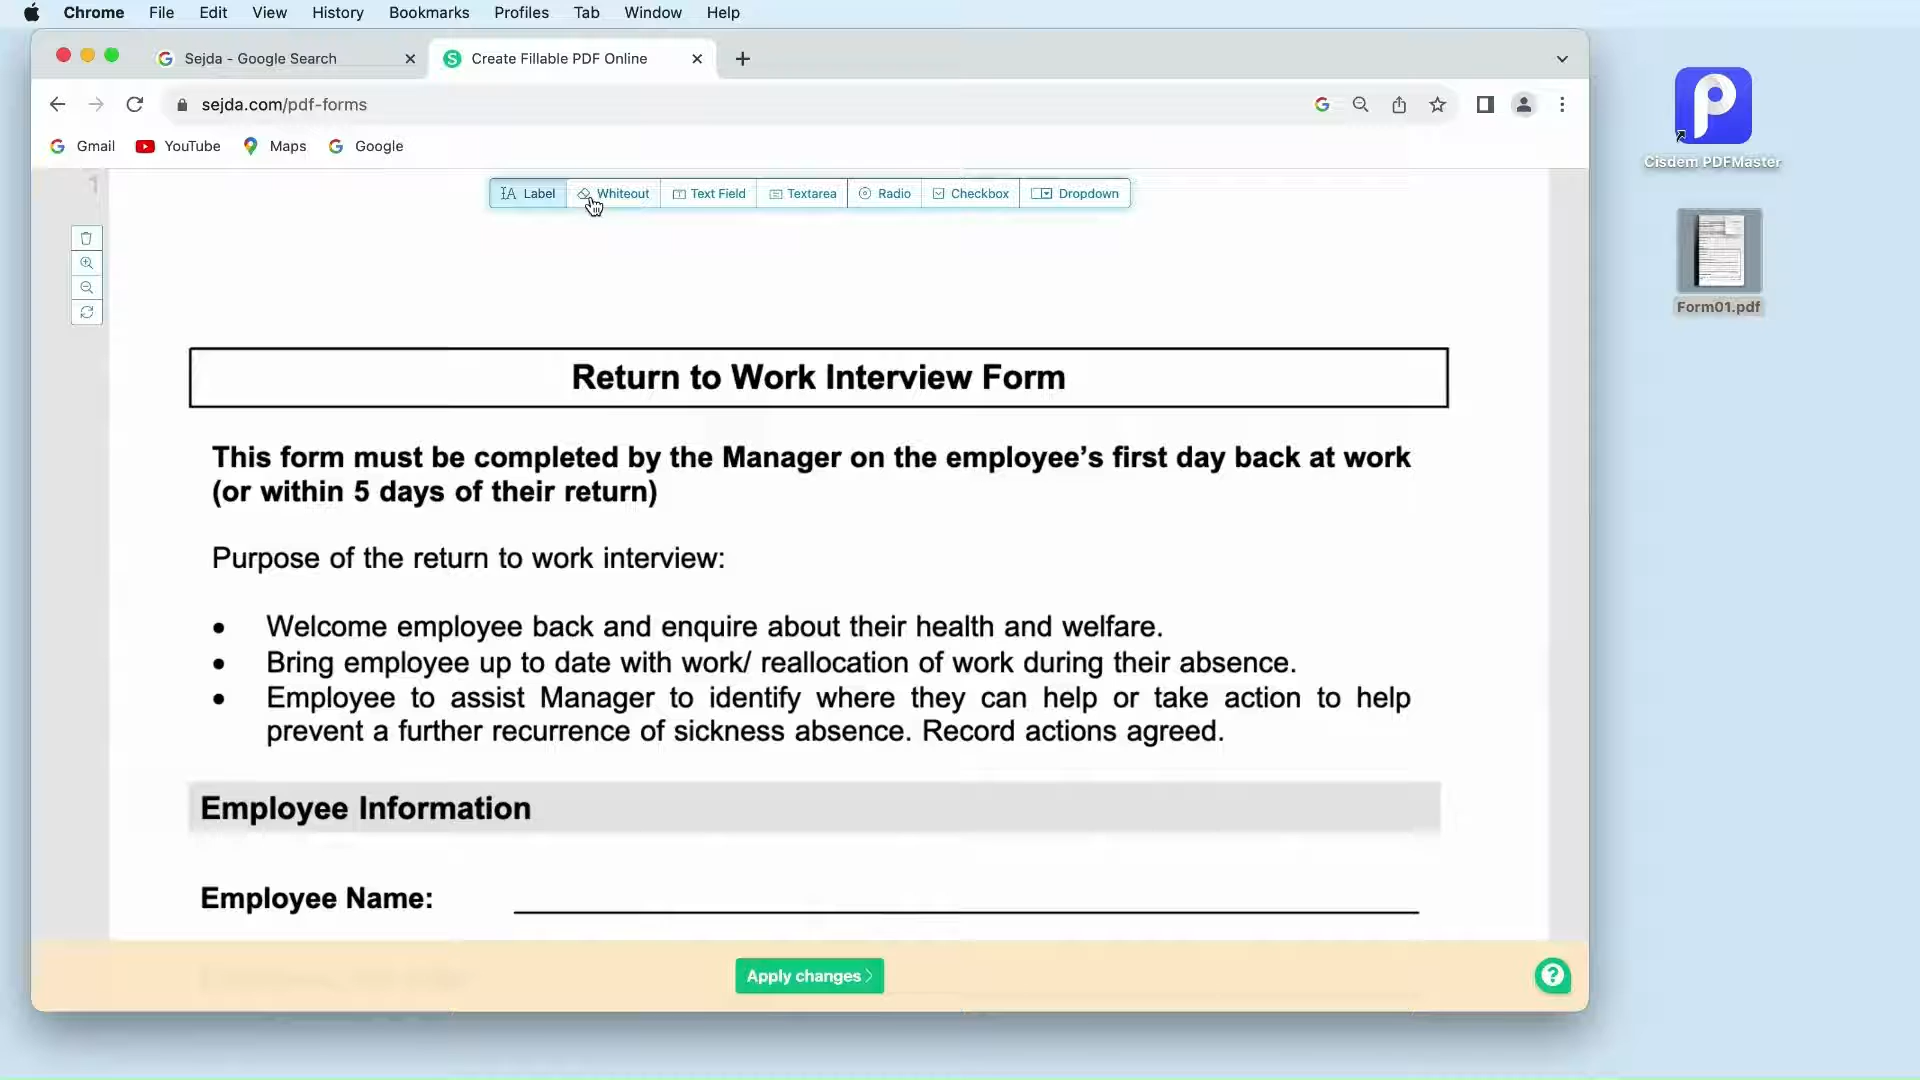 Chrome File Edit View History Bookmarks Profiles Tab Window Help
Sejda - Google Search
Create Fillable PDF Online
sejda.com/pdf-forms
Gmail YouTube Maps Google
1
Label Whiteout Text Field Textarea Radio Checkbox Dropdown
Return to Work Interview Form
This form must be completed by the Manager on the employee’s first day back at work
(or within 5 days of their return)
Purpose of the return to work interview:
• Welcome employee back and enquire about their health and welfare.
• Bring employee up to date with work/ reallocation of work during their absence.
• Employee to assist Manager to identify where they can help or take action to help
prevent a further recurrence of sickness absence. Record actions agreed.
Employee Information
Employee Name:
Apply changes
Cisdem PDFMaster
Form01.pdf